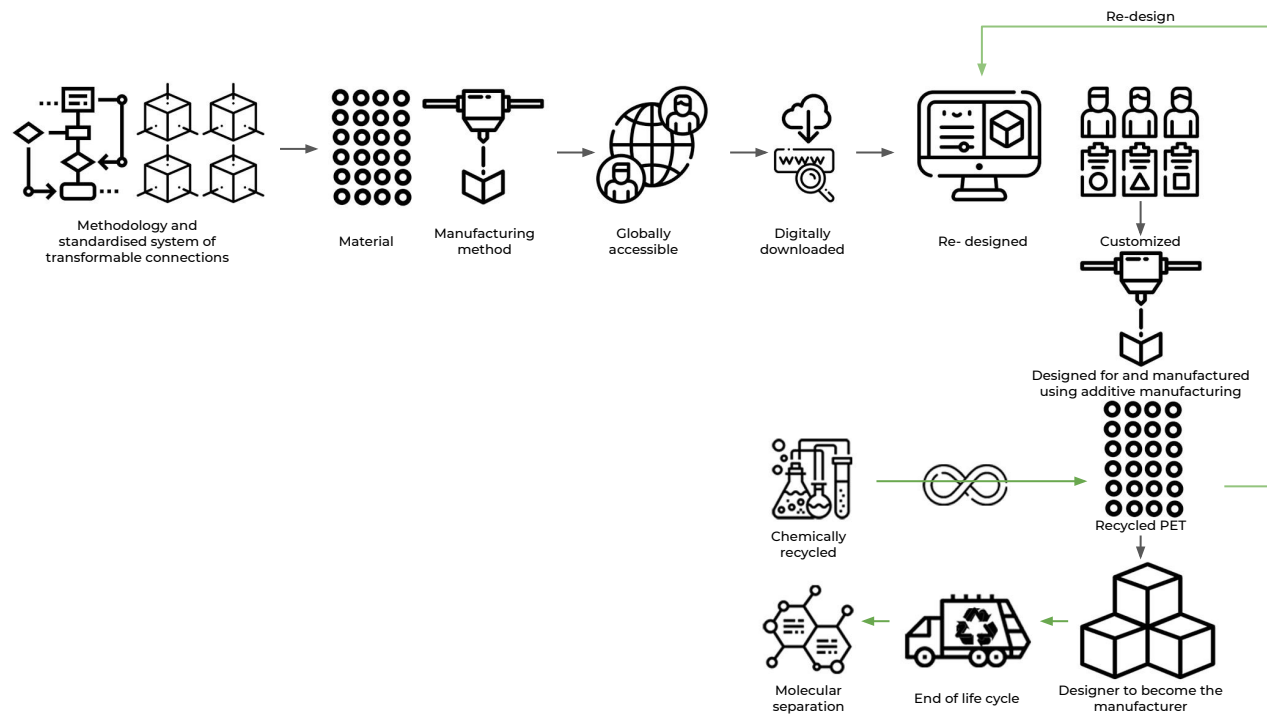 Re-design
Methodology and
standardised system of
transformable connections
Material
Manufacturing
method
Globally
accessible
Digitally
downloaded
www
Re- designed
Customized
Designed for and manufactured
using additive manufacturing
Recycled PET
Chemically
recycled
Molecular
separation
End of life cycle
Designer to become the
manufacturer